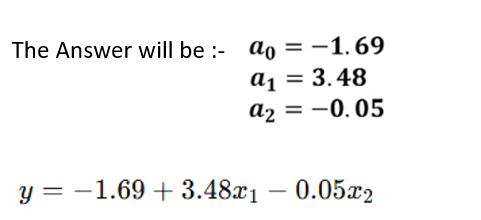 The Answer will be :- a₀ = −1.69
a₁ = 3.48
a₂ = −0.05
y = −1.69 + 3.48x₁ − 0.05x₂